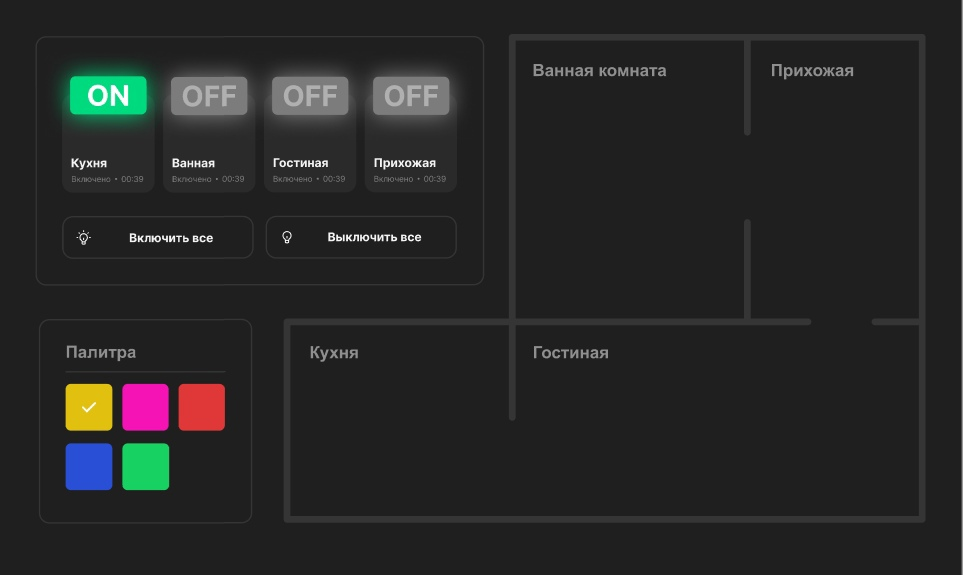 ON
OFF
OFF
OFF
Кухня
Включено • 00:39
Ванная
Включено • 00:39
Гостиная
Включено • 00:39
Прихожая
Включено • 00:39
Включить все
Выключить все
Ванная комната
Прихожая
Палитра
Кухня
Гостиная